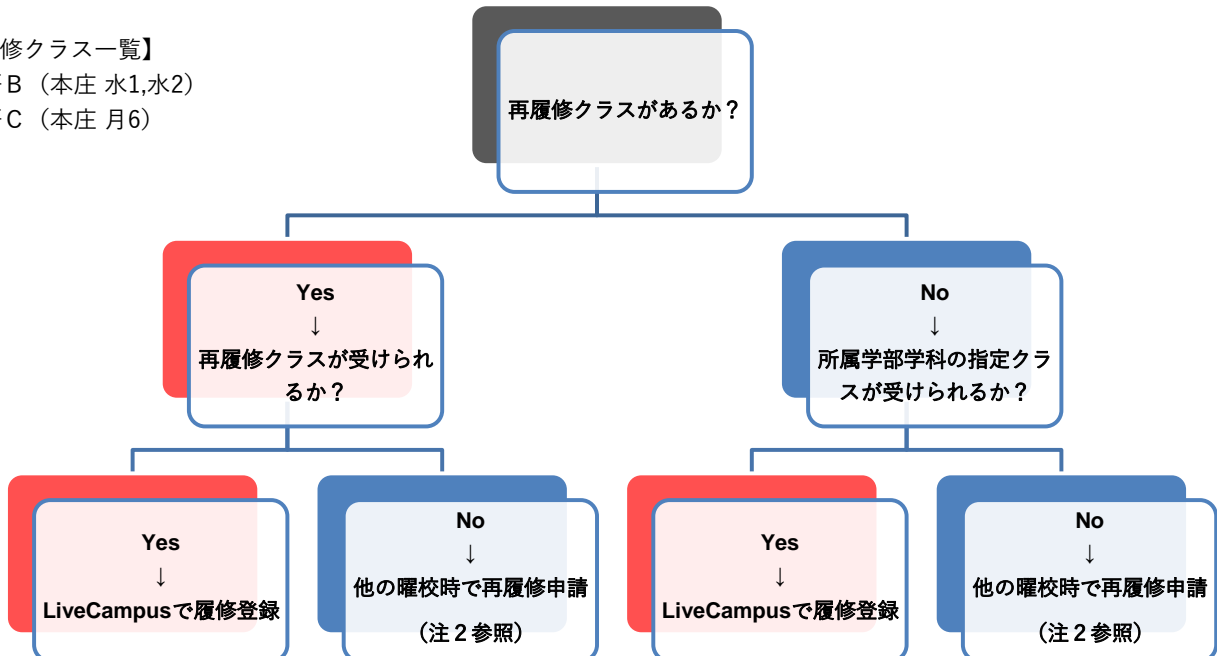 修クラス一覧】
B（本庄 水1,水2）
C（本庄 月6）
再履修クラスがあるか？
Yes
↓
再履修クラスが受けられ
るか？
No
↓
所属学部学科の指定クラ
スが受けられるか？
Yes
↓
LiveCampusで履修登録
No
↓
他の曜校時で再履修申請
（注２参照）
Yes
↓
LiveCampusで履修登録
No
↓
他の曜校時で再履修申請
（注２参照）